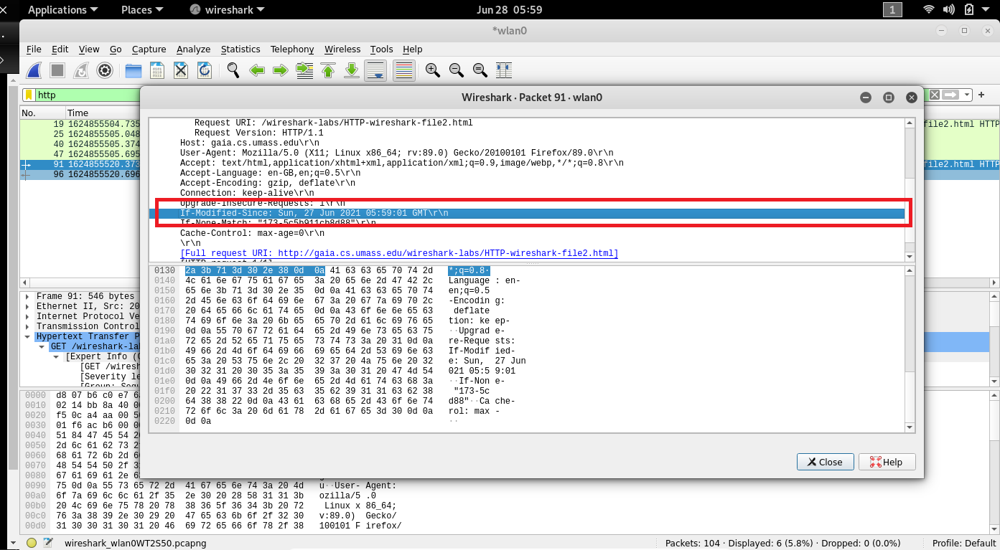 Applications Places wireshark Jun 28 05:59 1
*wlan0
File Edit View Go Capture Analyze Statistics Telephony Wireless Tools Help
http
Wireshark · Packet 91 · wlan0
No. Time
19 1624855504.735
25 1624855505.048
40 1624855505.374
47 1624855505.695
91 1624855520.373
96 1624855520.696
file2.html HTTP
file2.html HTTP
Request URI: /wireshark-labs/HTTP-wireshark-file2.html
Request Version: HTTP/1.1
Host: gaia.cs.umass.edu\r\n
User-Agent: Mozilla/5.0 (X11; Linux x86_64; rv:89.0) Gecko/20100101 Firefox/89.0\r\n
Accept: text/html,application/xhtml+xml,application/xml;q=0.9,image/webp,*/*;q=0.8\r\n
Accept-Language: en-GB,en;q=0.5\r\n
Accept-Encoding: gzip, deflate\r\n
Connection: keep-alive\r\n
Upgrade-Insecure-Requests: 1\r\n
If-Modified-Since: Sun, 27 Jun 2021 05:59:01 GMT\r\n
If-None-Match: "173-5c5b911cb8d88"\r\n
Cache-Control: max-age=0\r\n
\r\n
[Full request URI: http://gaia.cs.umass.edu/wireshark-labs/HTTP-wireshark-file2.html]
[HTTP request 1/1]
0130 2a 3b 71 3d 30 2e 38 0d 0a 41 63 63 65 70 74 2d *;q=0.8·
0140 4c 61 6e 67 75 61 67 65 3a 20 65 6e 2d 47 42 2c Language : en-
0150 65 6e 3b 71 3d 30 2e 35 0d 0a 41 63 63 65 70 74 en;q=0.5
0160 2d 45 6e 63 6f 64 69 6e 67 3a 20 67 7a 69 70 2c -Encodin g:
0170 20 64 65 66 6c 61 74 65 0d 0a 43 6f 6e 6e 65 63 deflate
0180 74 69 6f 6e 3a 20 6b 65 65 70 2d 61 6c 69 76 65 tion: ke ep-
0190 0d 0a 55 70 67 72 61 64 65 2d 49 6e 73 65 63 75 ··Upgrad e-
01a0 72 65 2d 52 65 71 75 65 73 74 73 3a 20 31 0d 0a re-Reque sts:
01b0 49 66 2d 4d 6f 64 69 66 69 65 64 2d 53 69 6e 63 If-Modif ied-
01c0 65 3a 20 53 75 6e 2c 20 32 37 20 4a 75 6e 20 32 e: Sun, 27 Jun
01d0 30 32 31 20 30 35 3a 35 39 3a 30 31 20 47 4d 54 021 05:5 9:01
01e0 0d 0a 49 66 2d 4e 6f 6e 65 2d 4d 61 74 63 68 3a ··If-Non e-
01f0 20 22 31 37 33 2d 35 63 35 62 39 31 31 63 62 38 "173-5c
0200 64 38 38 22 0d 0a 43 61 63 68 65 2d 43 6f 6e 74 d88"··Ca che-
0210 72 6f 6c 3a 20 6d 61 78 2d 61 67 65 3d 30 0d 0a rol: max -
0220 0d 0a ··
Close Help
Frame 91: 546 bytes
Ethernet II, Src: 20
Internet Protocol Ve
Transmission Control
Hypertext Transfer P
GET /wireshark-la
[Expert Info (
[GET /wiresh
[Severity le
[Group: Sequ
0000 d8 07 b6 c0 e7 6a
0010 02 14 bb 8a 40 00
0020 f5 0c a4 aa 00 50
0030 01 f6 ac b6 00 00
0040 51 84 47 45 54 20
0050 2d 6c 61 62 73 2f
0060 68 61 72 6b 2d 66
0070 48 54 54 50 2f 31
0080 67 61 69 61 2e 63
0090 75 0d 0a 55 73 65 72 2d 41 67 65 6e 74 3a 20 4d u··User- Agent:
00a0 6f 7a 69 6c 6c 61 2f 35 2e 30 20 28 58 31 31 3b ozilla/5 .0
00b0 20 4c 69 6e 75 78 20 78 38 36 5f 36 34 3b 20 72 Linux x 86_64;
00c0 76 3a 38 39 2e 30 29 20 47 65 63 6b 6f 2f 32 30 v:89.0) Gecko/
00d0 31 30 30 31 30 31 20 46 69 72 65 66 6f 78 2f 38 100101 F irefox/
wireshark_wlan0WT2S50.pcapng Packets: 104 · Displayed: 6 (5.8%) · Dropped: 0 (0.0%) Profile: Default